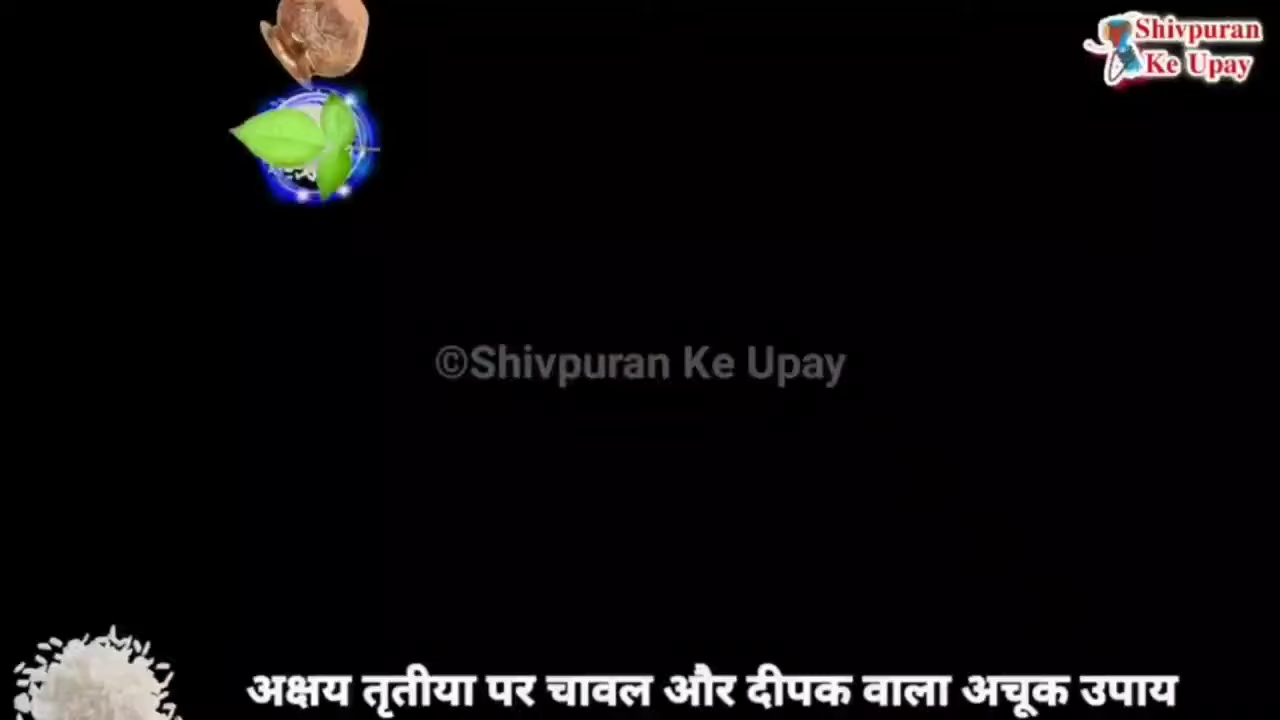 Shivpuran
Ke Upay
©Shivpuran Ke Upay
अक्षय तृतीया पर चावल और दीपक वाला अचूक उपाय